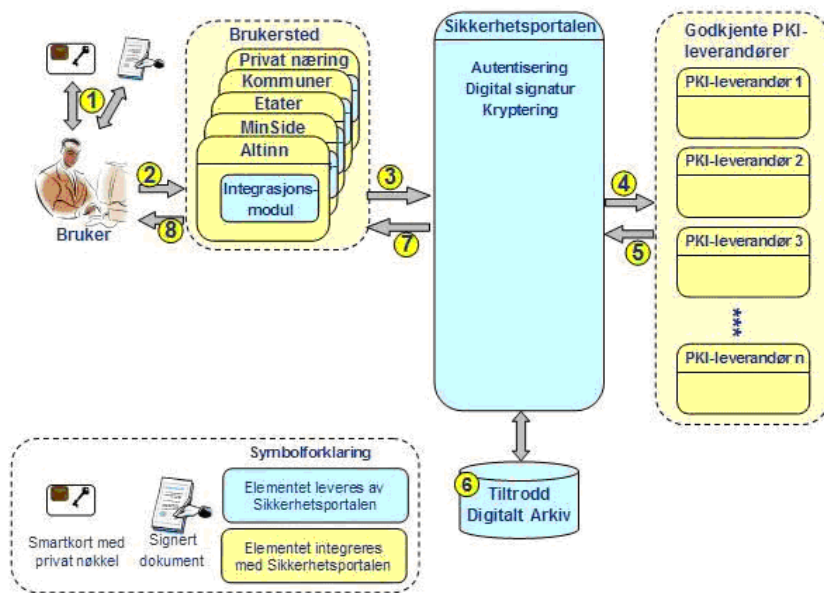 Brukersted
Privat næring
Kommuner
Etater
MinSide
Altinn
Integrasjons-
modul
Bruker
1
2
8
3
7
Sikkerhetsportalen
Autentisering
Digital signatur
Kryptering
4
5
Godkjente PKI-
leverandører
PKI-leverandør 1
PKI-leverandør 2
PKI-leverandør 3
***
PKI-leverandør n
6
Tiltrodd
Digitalt Arkiv
Symbolforklaring
Smartkort med
privat nøkkel
Signert
dokument
Elementet leveres av
Sikkerhetsportalen
Elementet integreres
med Sikkerhetsportalen